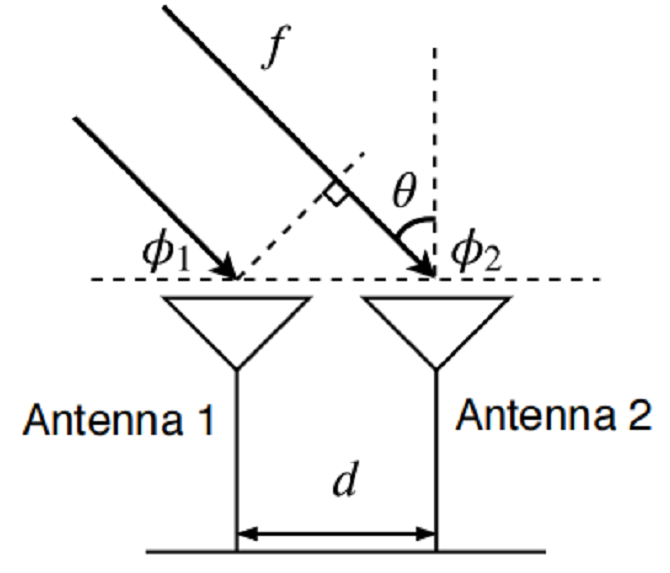 f
θ
ϕ₁
ϕ₂
Antenna 1
Antenna 2
d